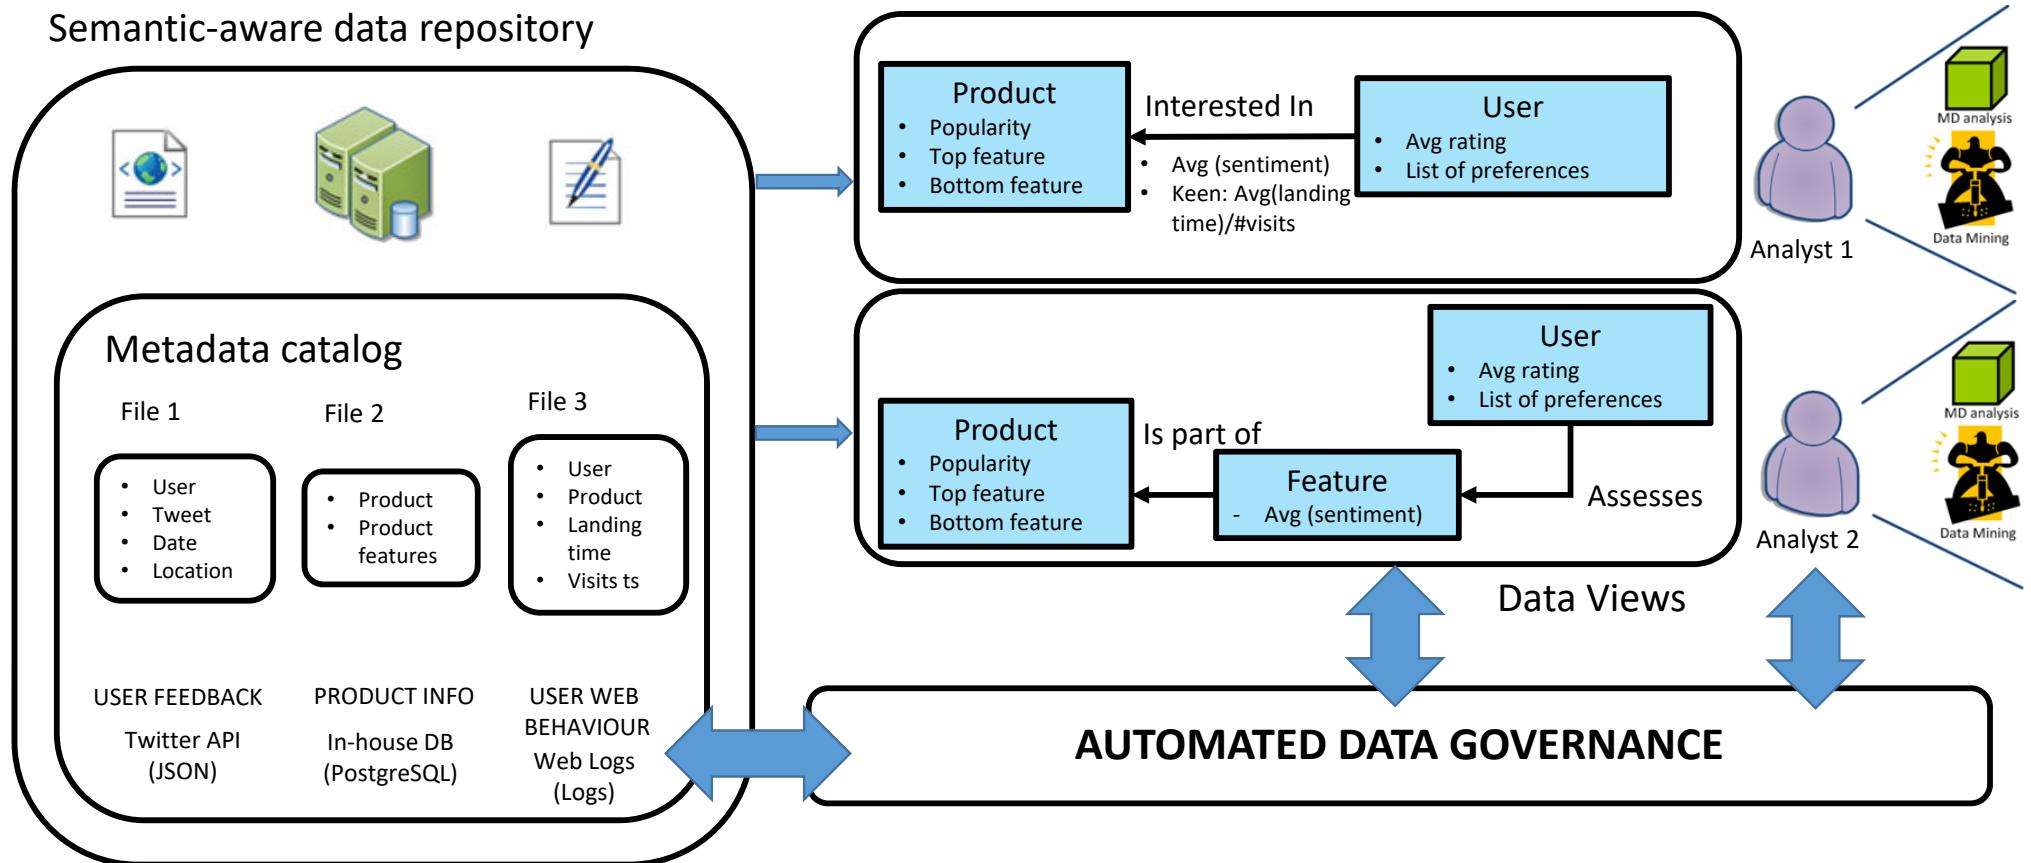 Semantic-aware data repository
Metadata catalog
File 1
• User
• Tweet
• Date
• Location
USER FEEDBACK
Twitter API
(JSON)
File 2
• Product
• Product
features
PRODUCT INFO
In-house DB
(PostgreSQL)
File 3
• User
• Product
• Landing
time
• Visits ts
USER WEB
BEHAVIOUR
Web Logs
(Logs)
Product
• Popularity
• Top feature
• Bottom feature
Interested In
• Avg (sentiment)
• Keen: Avg(landing
time)/#visits
User
• Avg rating
• List of preferences
Analyst 1
MD analysis
Data Mining
Product
• Popularity
• Top feature
• Bottom feature
Is part of
Feature
- Avg (sentiment)
User
• Avg rating
• List of preferences
Assesses
Analyst 2
MD analysis
Data Mining
Data Views
AUTOMATED DATA GOVERNANCE